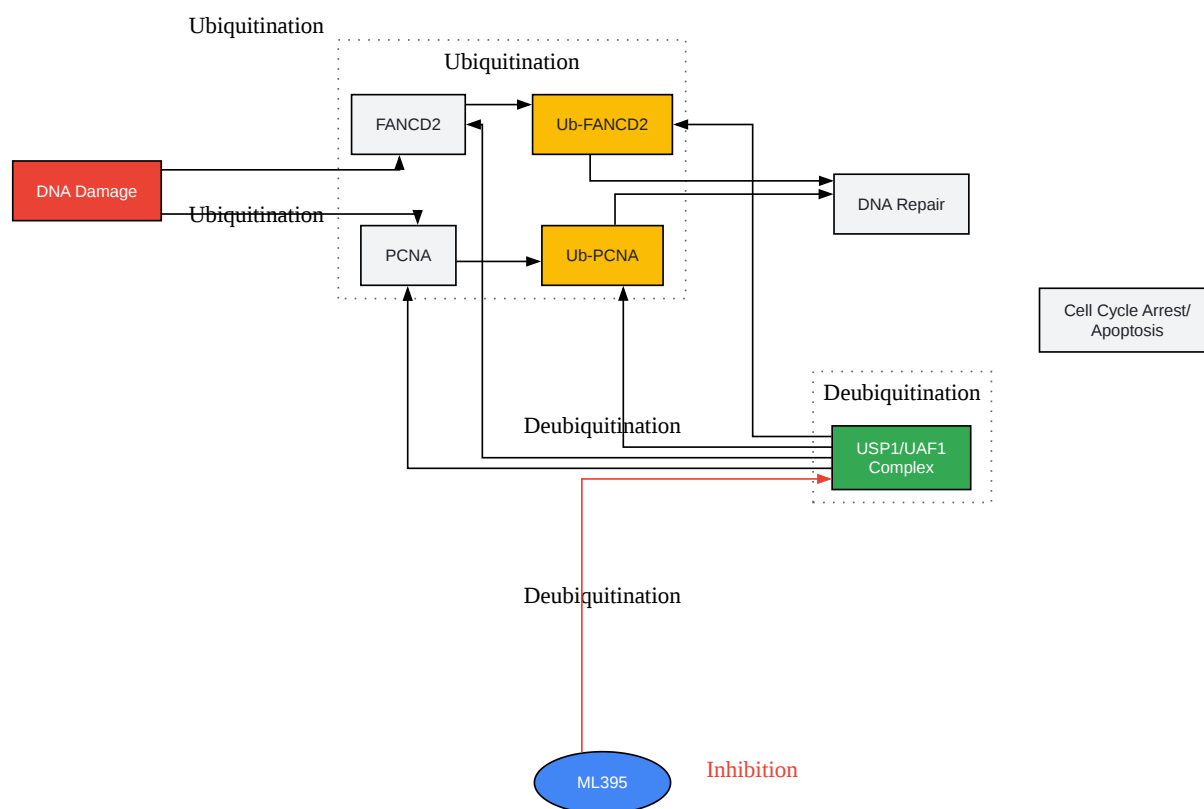 Ubiquitination
Ubiquitination
FANCD2
Ub-FANCD2
DNA Damage
DNA Repair
Ubiquitination
PCNA
Ub-PCNA
Cell Cycle Arrest/
Apoptosis
Deubiquitination
Deubiquitination
USP1/UAF1
Complex
Deubiquitination
ML395
Inhibition